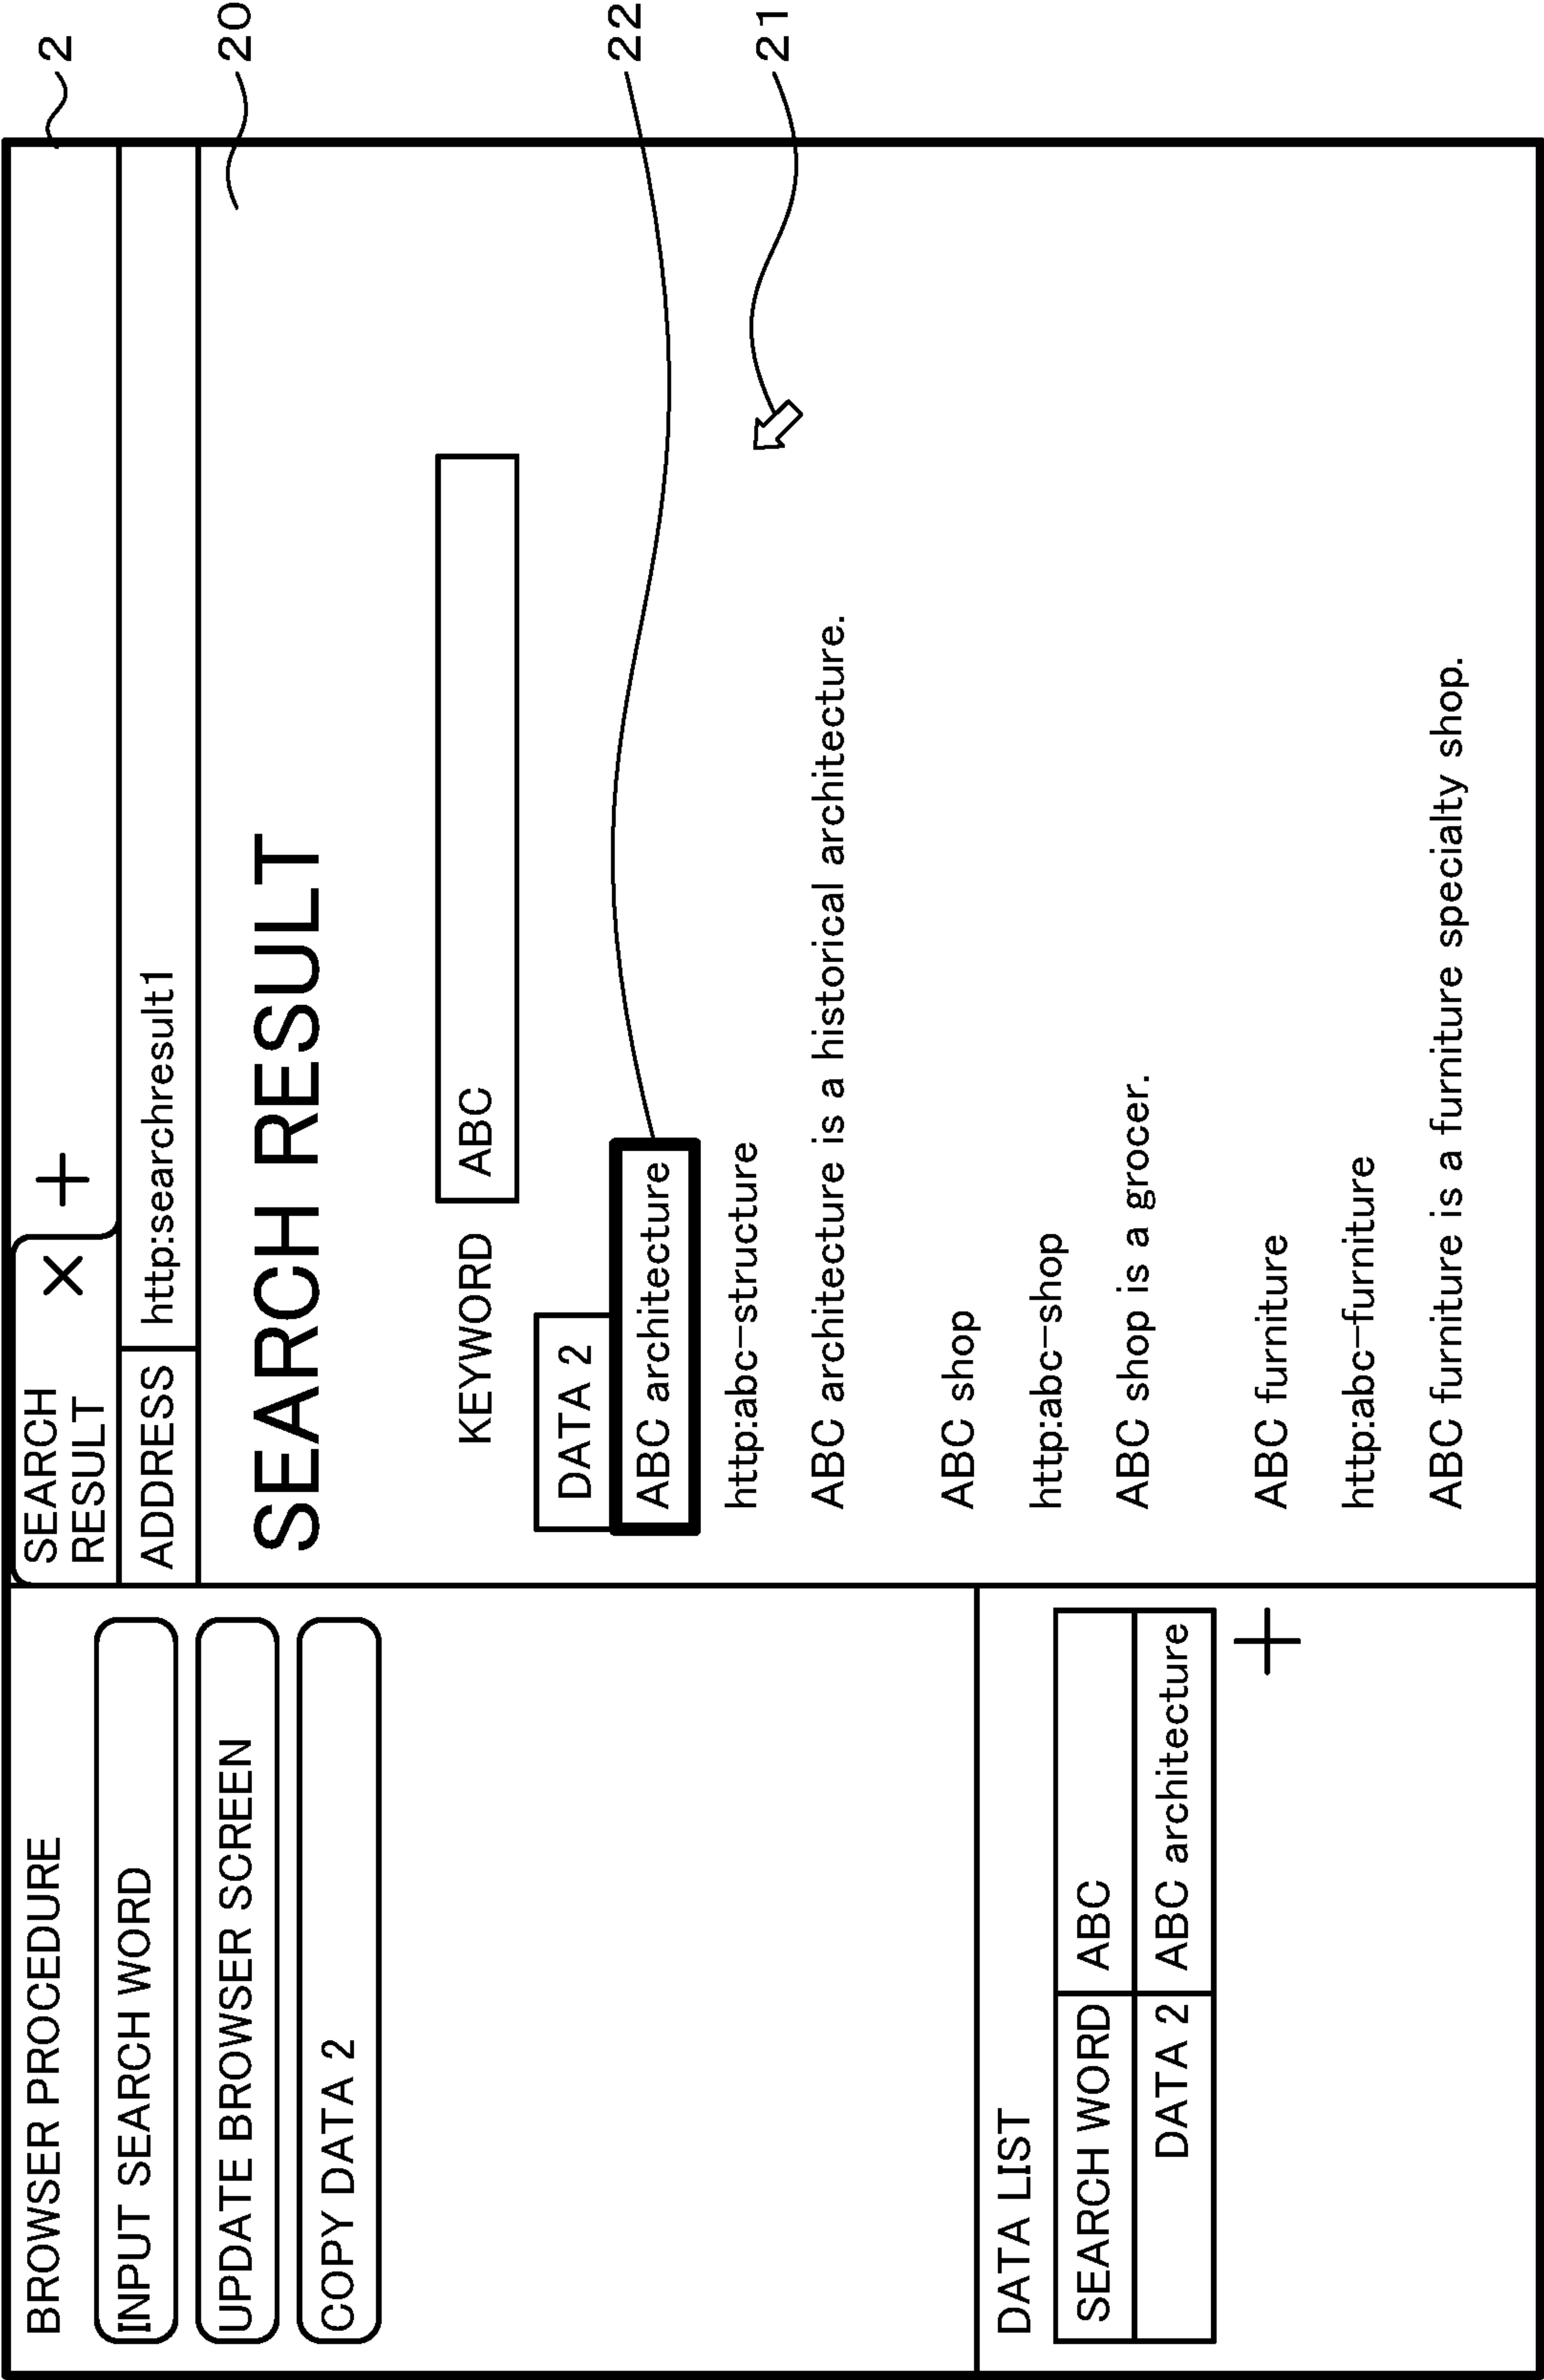 BROWSER PROCEDURE
INPUT SEARCH WORD
UPDATE BROWSER SCREEN
COPY DATA 2
DATA LIST
SEARCH WORD ABC
DATA 2 ABC architecture
+
SEARCH
RESULT
× +
ADDRESS http:searchresult1
SEARCH RESULT
KEYWORD ABC
DATA 2
ABC architecture
http:abc-structure
ABC architecture is a historical architecture.
ABC shop
http:abc-shop
ABC shop is a grocer.
ABC furniture
http:abc-furniture
ABC furniture is a furniture specialty shop.
2
20
22
21